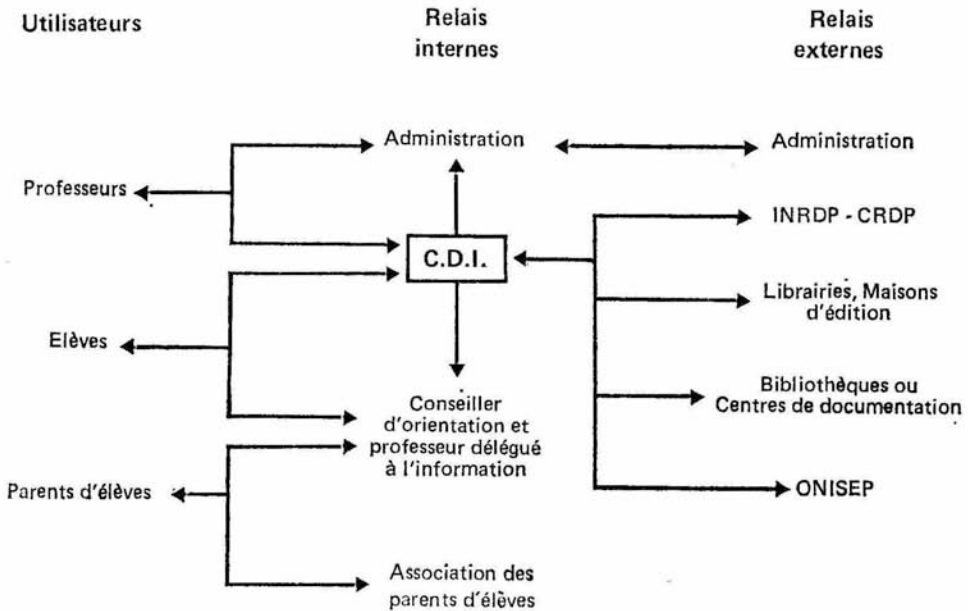 Utilisateurs
Relais
internes
Relais
externes
Administration
Administration
Professeurs
INRDP - CRDP
C.D.I.
Librairies, Maisons
d'édition
Elèves
Bibliothèques ou
Centres de documentation
Conseiller
d'orientation et
professeur délégué
à l'information
Parents d'élèves
ONISEP
Association des
parents d'élèves